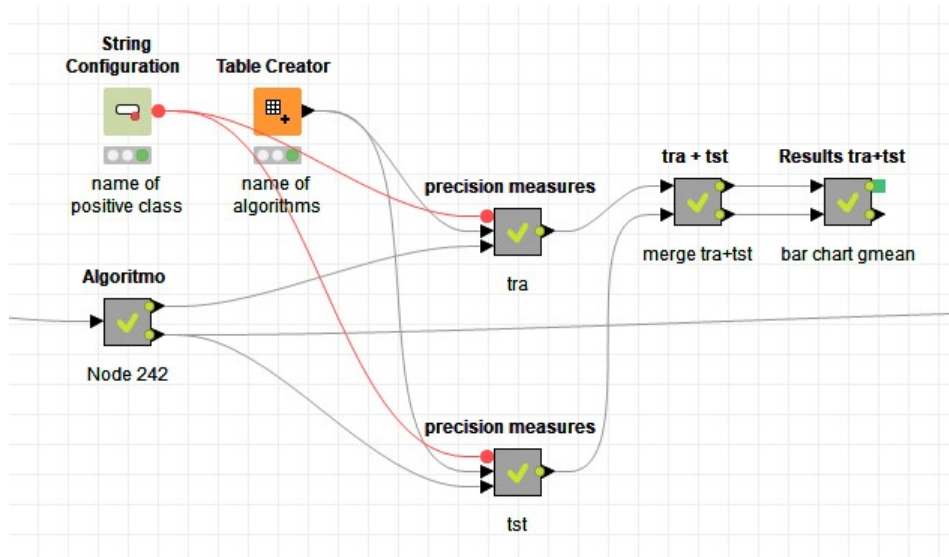 String
Configuration
Table Creator
name of
positive class
name of
algorithms
precision measures
tra
tra + tst
merge tra+tst
Results tra+tst
bar chart gmean
Algoritmo
Node 242
precision measures
tst